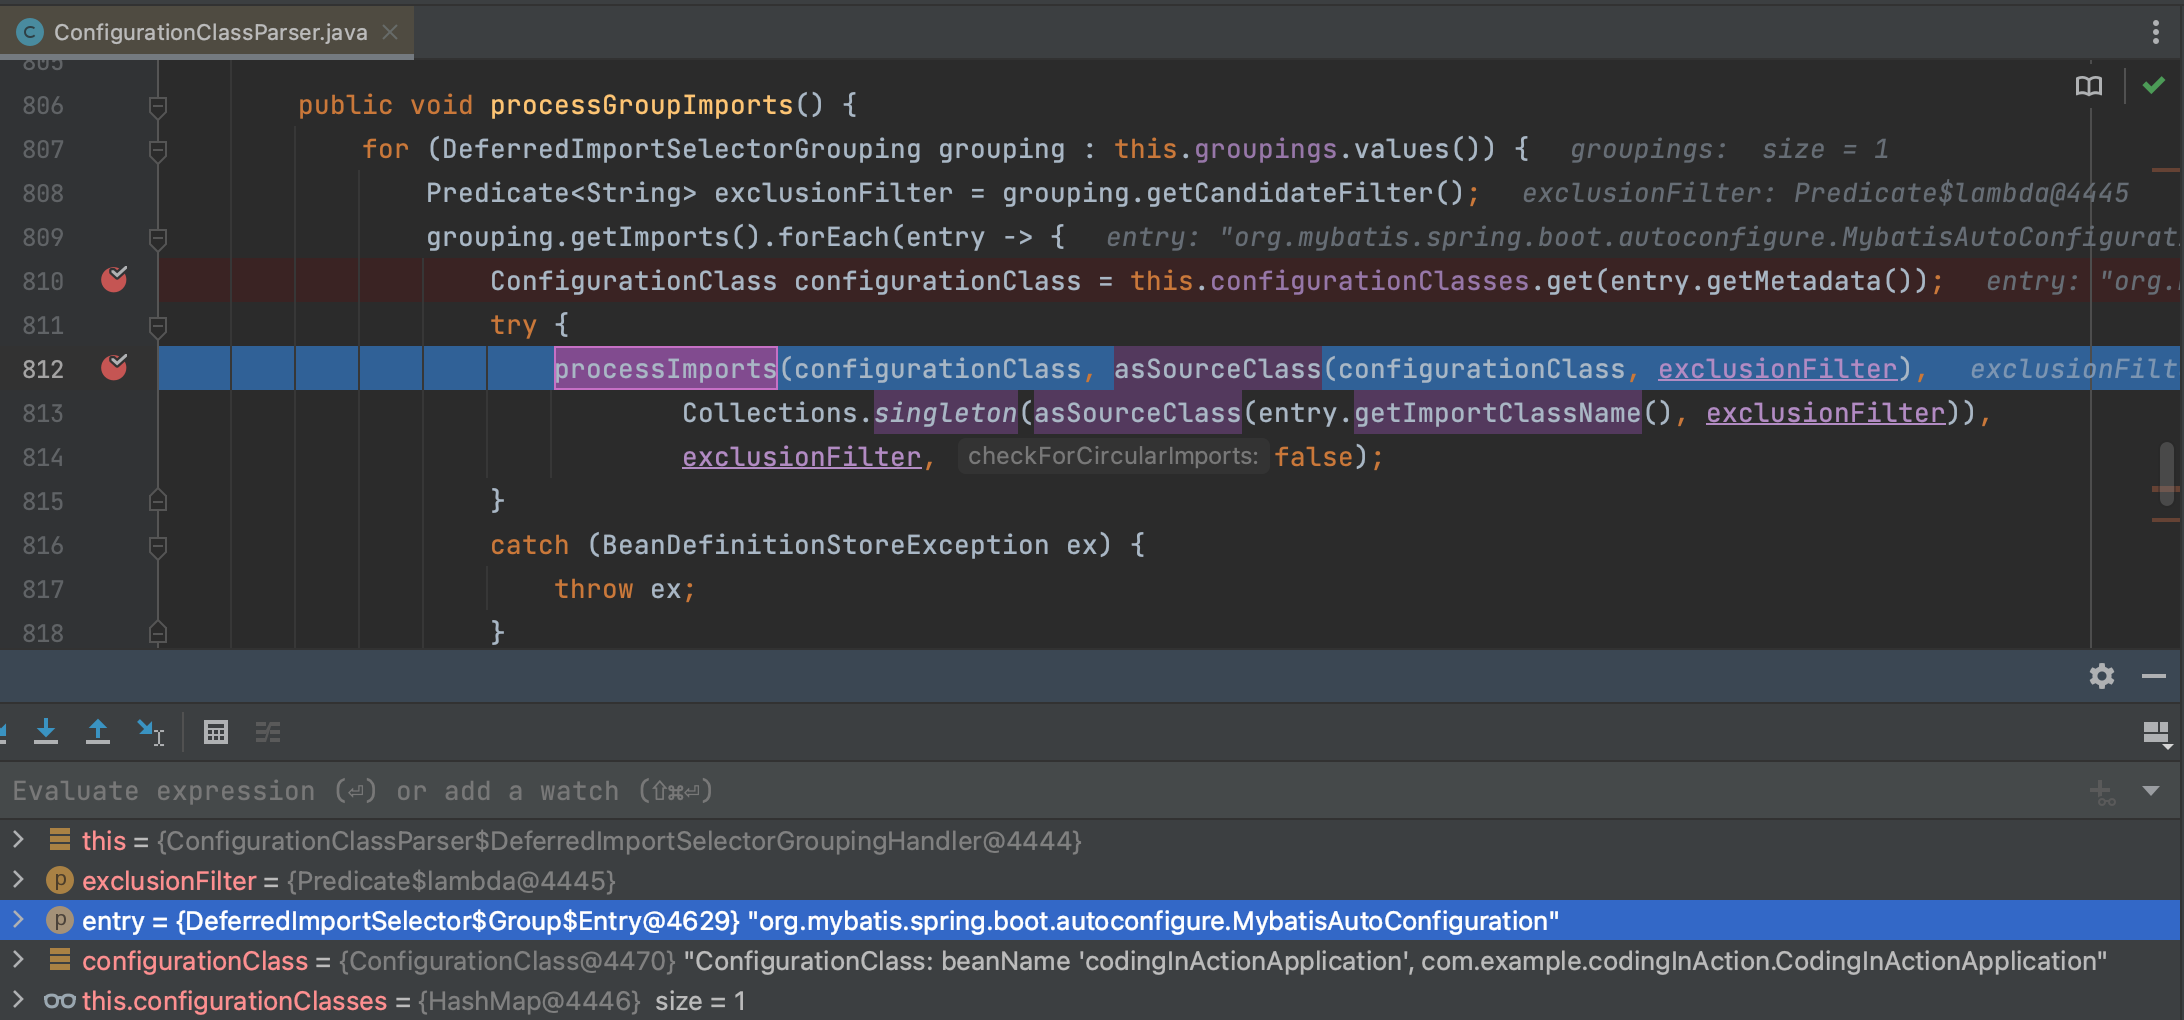 ConfigurationClassParser.java
805
806 public void processGroupImports() {
807 for (DeferredImportSelectorGrouping grouping : this.groupings.values()) { groupings: size = 1
808 Predicate<String> exclusionFilter = grouping.getCandidateFilter(); exclusionFilter: Predicate$lambda@4445
809 grouping.getImports().forEach(entry -> { entry: "org.mybatis.spring.boot.autoconfigure.MybatisAutoConfigurat
810 ConfigurationClass configurationClass = this.configurationClasses.get(entry.getMetadata()); entry: "org.
811 try {
812 processImports(configurationClass, asSourceClass(configurationClass, exclusionFilter), exclusionFilt
813 Collections.singleton(asSourceClass(entry.getImportClassName(), exclusionFilter)),
814 exclusionFilter, checkForCircularImports: false);
815 }
816 catch (BeanDefinitionStoreException ex) {
817 throw ex;
818 }
Evaluate expression (⏎) or add a watch (⇧⌘⏎)
this = {ConfigurationClassParser$DeferredImportSelectorGroupingHandler@4444}
p exclusionFilter = {Predicate$lambda@4445}
p entry = {DeferredImportSelector$Group$Entry@4629} "org.mybatis.spring.boot.autoconfigure.MybatisAutoConfiguration"
configurationClass = {ConfigurationClass@4470} "ConfigurationClass: beanName 'codingInActionApplication', com.example.codingInAction.CodingInActionApplication"
this.configurationClasses = {HashMap@4446} size = 1